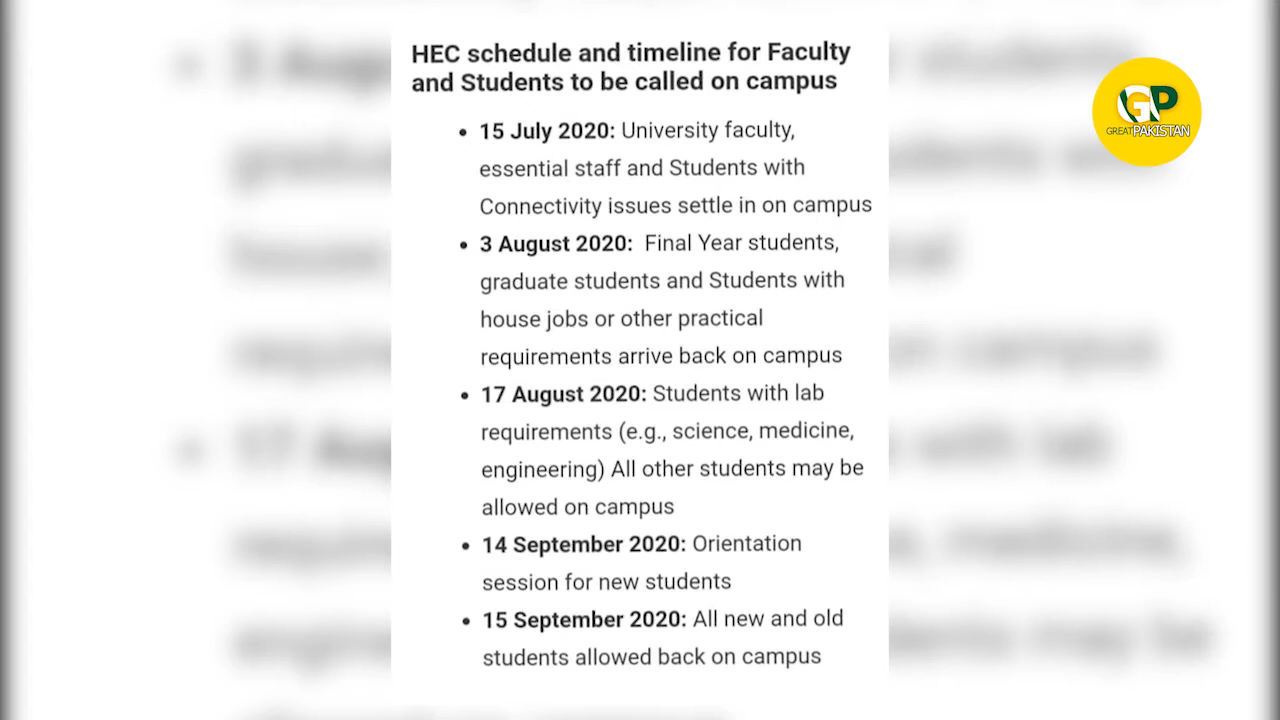 HEC schedule and timeline for Faculty
and Students to be called on campus
• 15 July 2020: University faculty,
essential staff and Students with
Connectivity issues settle in on campus
• 3 August 2020: Final Year students,
graduate students and Students with
house jobs or other practical
requirements arrive back on campus
• 17 August 2020: Students with lab
requirements (e.g., science, medicine,
engineering) All other students may be
allowed on campus
• 14 September 2020: Orientation
session for new students
• 15 September 2020: All new and old
students allowed back on campus
GP
GREATPAKISTAN